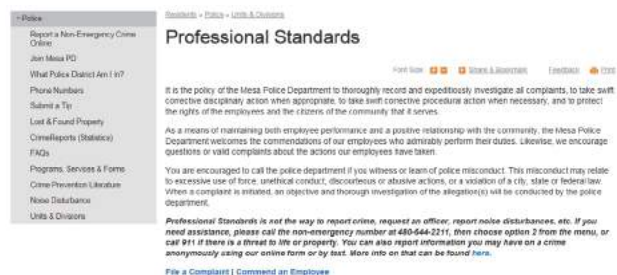 - Police
Report a Non-Emergency Crime
Online
Join Mesa PD
What Police District Am I in?
Phone Numbers
Submit a Tip
Lost & Found Property
CrimeReports (Statistics)
FAQs
Programs, Services & Forms
Crime Prevention Literature
Noise Disturbance
Units & Divisions
Residents » Police » Units & Divisions
Professional Standards
Font Size: Share & Bookmark Feedback Print
It is the policy of the Mesa Police Department to thoroughly record and expeditiously investigate all complaints, to take swift
corrective disciplinary action when appropriate, to take swift corrective procedural action when necessary, and to protect
the rights of the employees and the citizens of the community that it serves.
As a means of maintaining both employee performance and a positive relationship with the community, the Mesa Police
Department welcomes the commendations of our employees who admirably perform their duties. Likewise, we encourage
questions or valid complaints about the actions our employees have taken.
You are encouraged to call the police department if you witness or learn of police misconduct. This misconduct may relate
to excessive use of force, unethical conduct, discourteous or abusive actions, or a violation of a city, state or federal law.
When a complaint is initiated, an objective and thorough investigation of the allegation(s) will be conducted by the police
department.
Professional Standards is not the way to report crime, request an officer, report noise disturbances, etc. If you
need assistance, please call the non-emergency number at 480-644-2211, then choose option 2 from the menu, or
call 911 if there is a threat to life or property. You can also report information you may have on a crime
anonymously using our online form or by text. More info on that can be found here.
File a Complaint | Commend an Employee